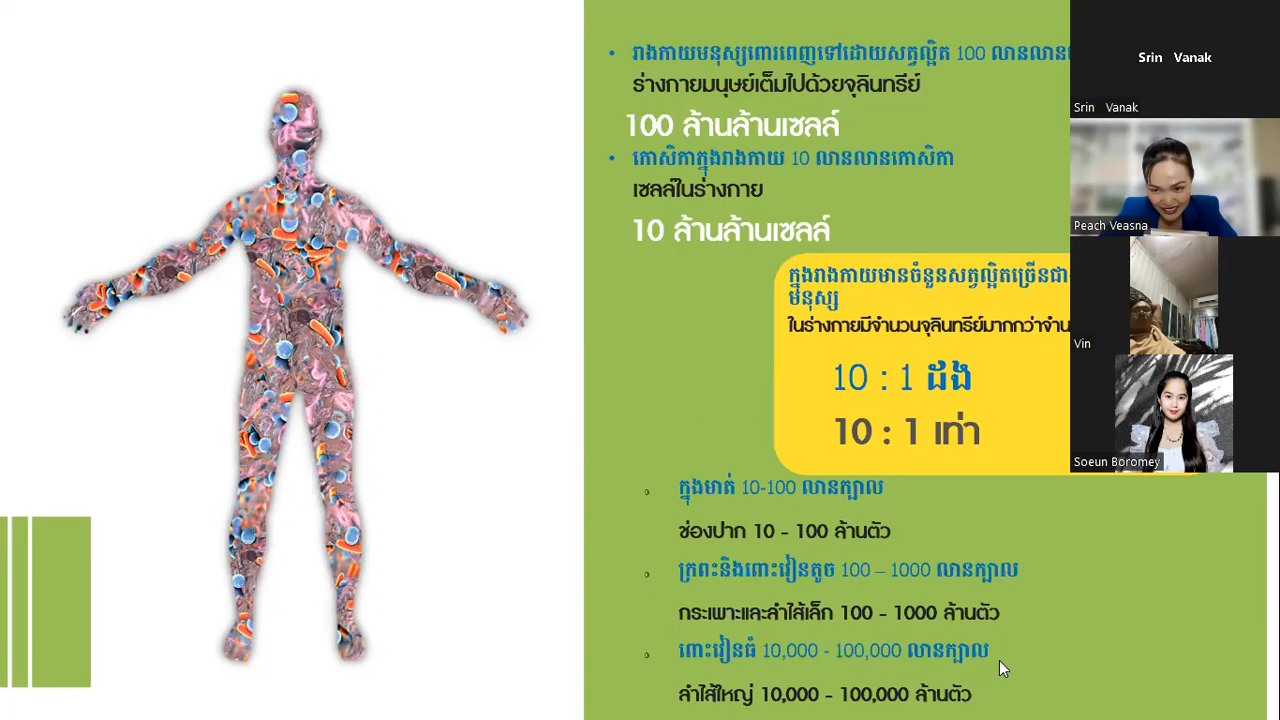 រាងកាយមនុស្សពោរពេញទៅដោយសត្វល្អិត 100 លានលាន
ร่างกายมนุษย์เต็มไปด้วยจุลินทรีย์
100 ล้านล้านเซลล์
កោសិកាក្នុងរាងកាយ 10 លានលានកោសិកា
เซลล์ในร่างกาย
10 ล้านล้านเซลล์
ក្នុងរាងកាយមានចំនួនសត្វល្អិតច្រើនជាង
មនុស្ស
ในร่างกายมีจำนวนจุลินทรีย์มากกว่าจำน
10 : 1 ដង
10 : 1 เท่า
ក្នុងមាត់ 10-100 លានក្បាល
ช่องปาก 10 - 100 ล้านตัว
ក្រពះនិងពោះវៀនតូច 100 – 1000 លានក្បាល
กระเพาะและลำไส้เล็ก 100 - 1000 ล้านตัว
ពោះវៀនធំ 10,000 - 100,000 លានក្បាល
ลำไส้ใหญ่ 10,000 - 100,000 ล้านตัว
Srin Vanak
Srin Vanak
Peach Veasna
Vin
Soeun Boromey